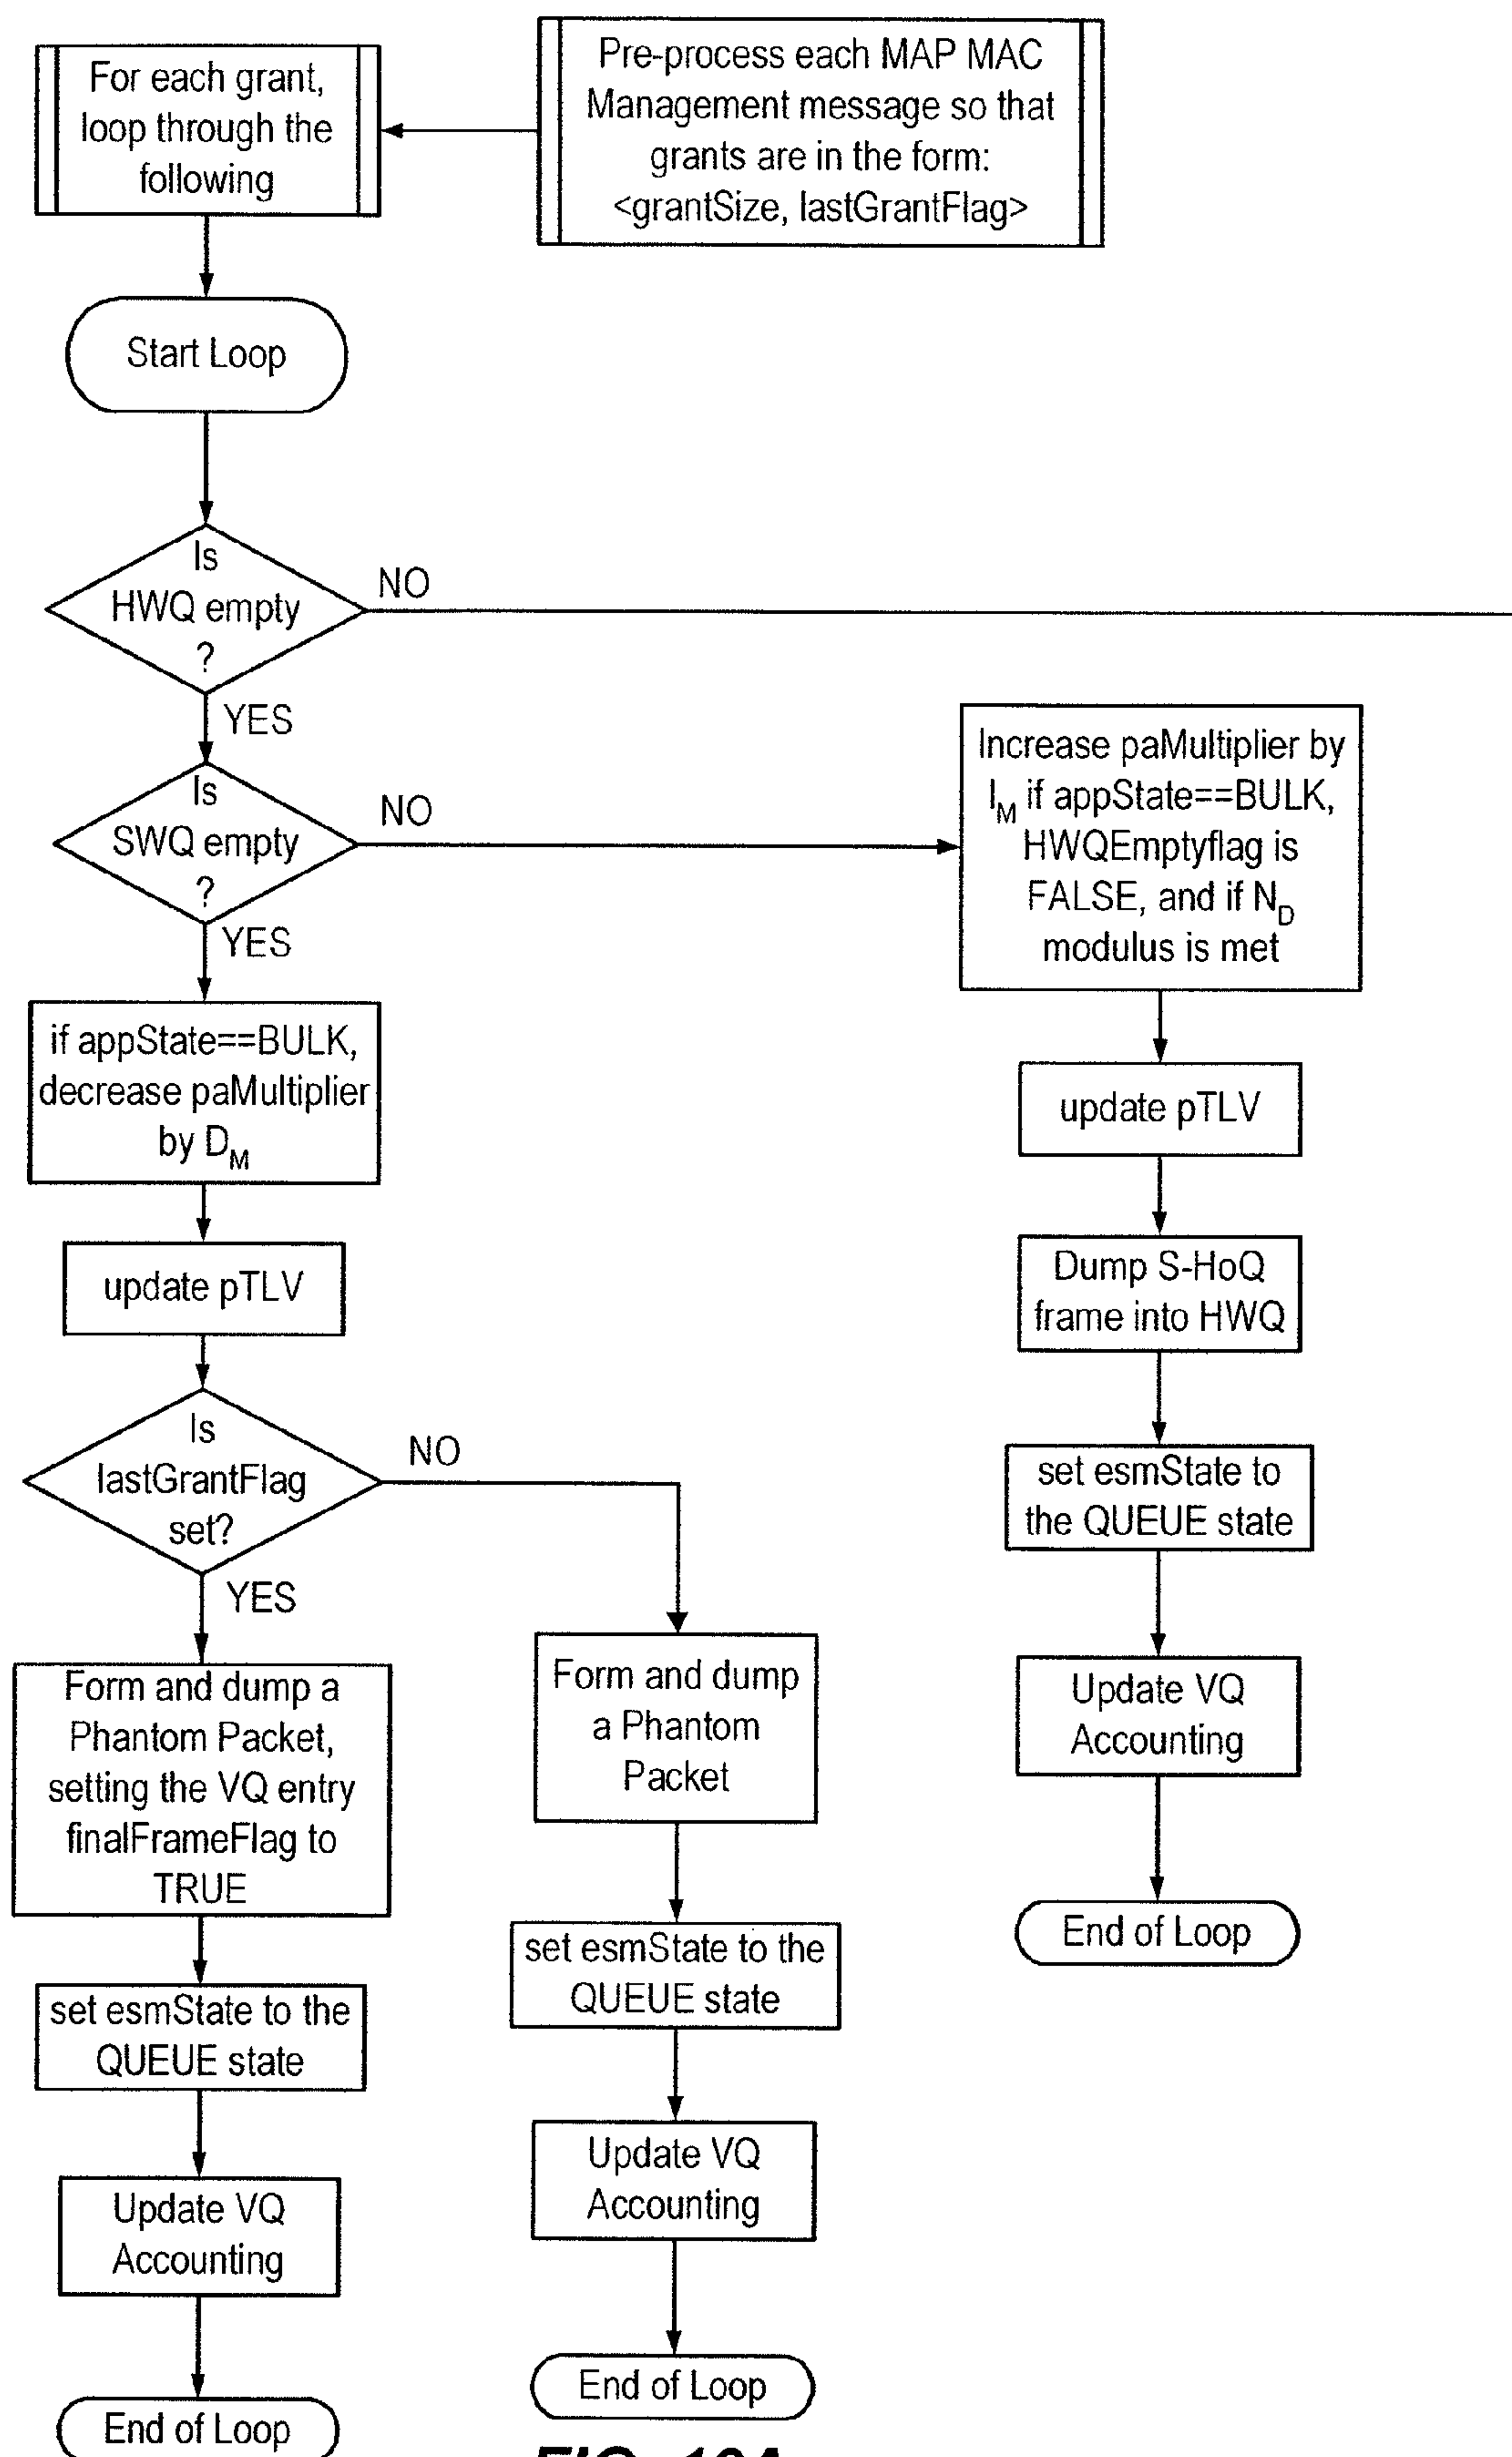 For each grant,
loop through the
following
Pre-process each MAP MAC
Management message so that
grants are in the form:
<grantSize, lastGrantFlag>
Start Loop
Is
HWQ empty
?
NO
YES
Is
SWQ empty
?
NO
YES
Increase paMultiplier by
I_M if appState==BULK,
HWQEmptyflag is
FALSE, and if N_D
modulus is met
update pTLV
Dump S-HoQ
frame into HWQ
set esmState to
the QUEUE state
Update VQ
Accounting
End of Loop
if appState==BULK,
decrease paMultiplier
by D_M
update pTLV
Is
lastGrantFlag
set?
NO
YES
Form and dump
a Phantom
Packet
set esmState to the
QUEUE state
Update VQ
Accounting
End of Loop
Form and dump a
Phantom Packet,
setting the VQ entry
finalFrameFlag to
TRUE
set esmState to the
QUEUE state
Update VQ
Accounting
End of Loop